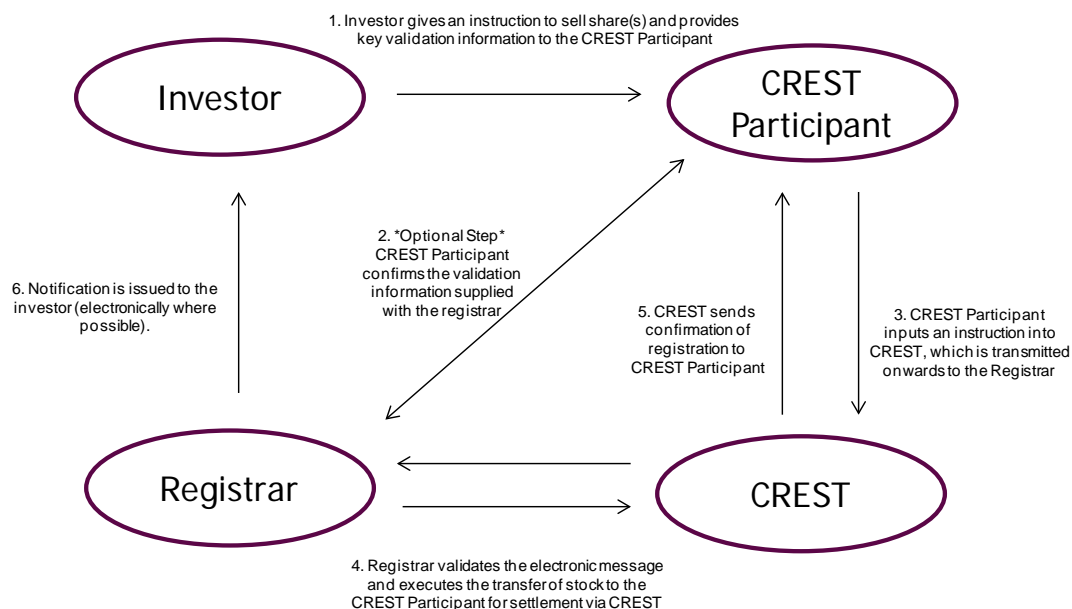 1. Investor gives an instruction to sell share(s) and provides
key validation information to the CREST Participant
Investor
CREST
Participant
2. *Optional Step*
CREST Participant
confirms the validation
information supplied
with the registrar
6. Notification is issued to the
investor (electronically where
possible).
5. CREST sends
confirmation of
registration to
CREST Participant
3. CREST Participant
inputs an instruction into
CREST, which is transmitted
onwards to the Registrar
Registrar
CREST
4. Registrar validates the electronic message
and executes the transfer of stock to the
CREST Participant for settlement via CREST